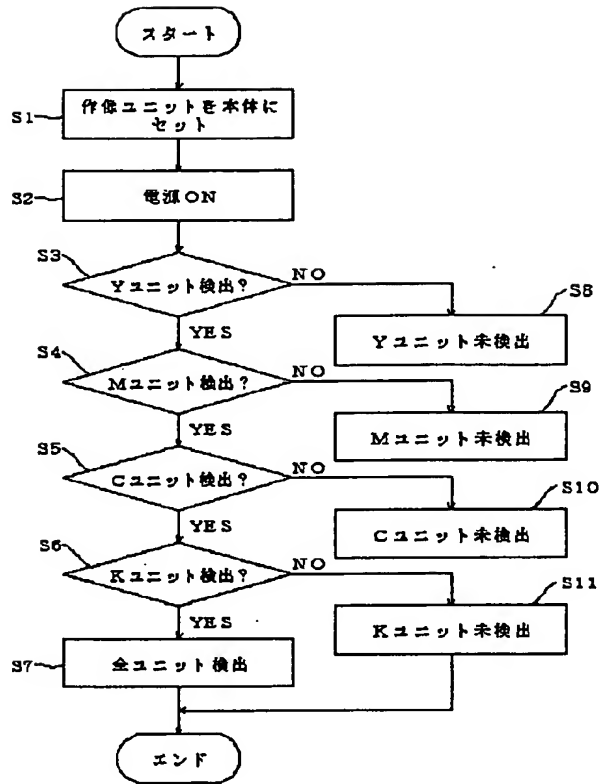 スタート
S1
作像ユニットを本体に
セット
S2
電源ON
S3
Yユニット検出?
NO
YES
S8
Yユニット未検出
S4
Mユニット検出?
NO
YES
S9
Mユニット未検出
S5
Cユニット検出?
NO
YES
S10
Cユニット未検出
S6
Kユニット検出?
NO
YES
S11
Kユニット未検出
S7
全ユニット検出
エンド